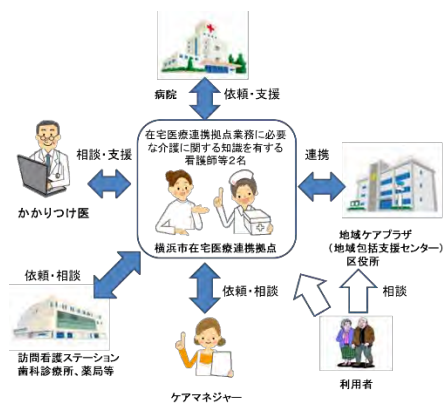 病院
依頼・支援
在宅医療連携拠点業務に必要
な介護に関する知識を有する
看護師等2名
相談・支援
連携
かかりつけ医
横浜市在宅医療連携拠点
地域ケアプラザ
(地域包括支援センター)
区役所
依頼・相談
依頼・相談
相談
訪問看護ステーション
歯科診療所、薬局等
ケアマネジャー
利用者